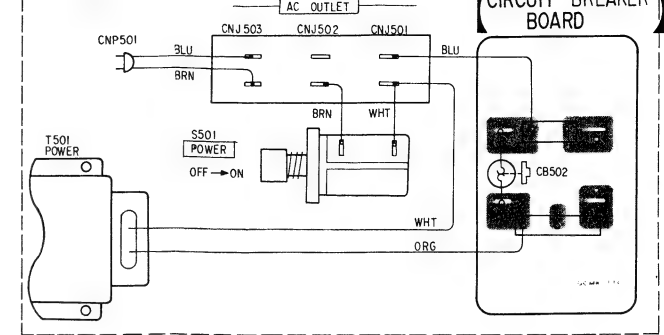 AC OUTLET
CIRCUIT BREAKER
BOARD
CNJ503
CNJ502
CNJ501
CNP501
BLU
BRN
BLU
BRN
WHT
T501
POWER
S501
POWER
OFF → ON
CB502
WHT
ORG